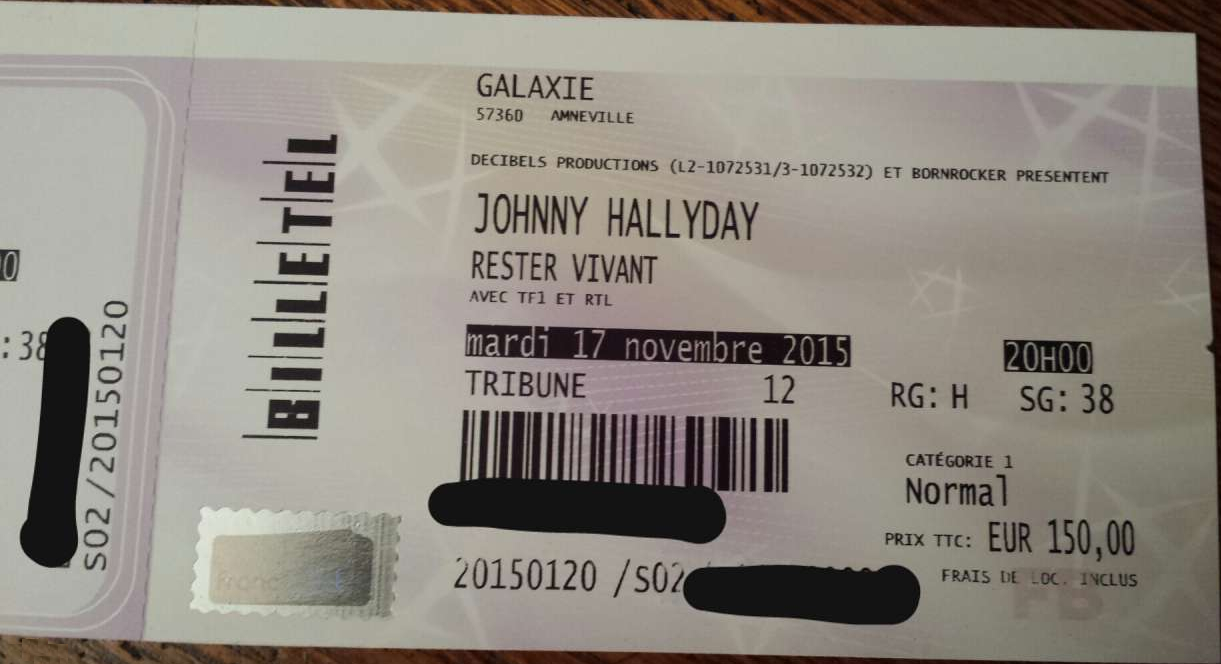 0
: 38
S02/20150120
BILLETEL
GALAXIE
57360 AMNEVILLE
DECIBELS PRODUCTIONS (L2-1072531/3-1072532) ET BORNROCKER PRESENTENT
JOHNNY HALLYDAY
RESTER VIVANT
AVEC TF1 ET RTL
mardi 17 novembre 2015 20H00
TRIBUNE 12 RG: H SG: 38
CATÉGORIE 1
Normal
PRIX TTC: EUR 150,00
20150120 /S02
FRAIS DE LOC. INCLUS